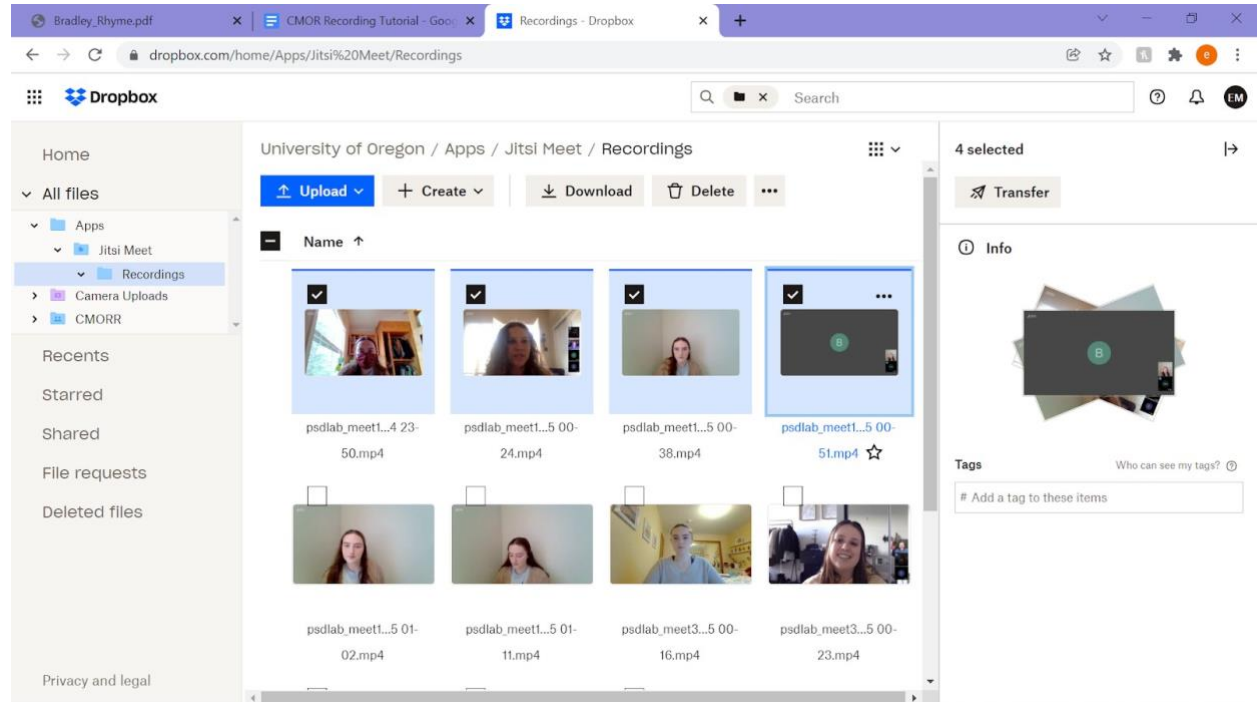 Bradley_Rhyme.pdf
CMOR Recording Tutorial - Goo
Recordings - Dropbox
dropbox.com/home/Apps/Jitsi%20Meet/Recordings
e
Dropbox
Search
EM
Home
All files
Apps
Jitsi Meet
Recordings
Camera Uploads
CMORR
Recents
Starred
Shared
File requests
Deleted files
Privacy and legal
University of Oregon / Apps / Jitsi Meet / Recordings
Upload
Create
Download
Delete
Name
B
psdlab_meet1...4 23-
50.mp4
psdlab_meet1...5 00-
24.mp4
psdlab_meet1...5 00-
38.mp4
psdlab_meet1...5 00-
51.mp4
psdlab_meet1...5 01-
02.mp4
psdlab_meet1...5 01-
11.mp4
psdlab_meet3...5 00-
16.mp4
psdlab_meet3...5 00-
23.mp4
4 selected
Transfer
Info
B
Tags
Who can see my tags?
# Add a tag to these items